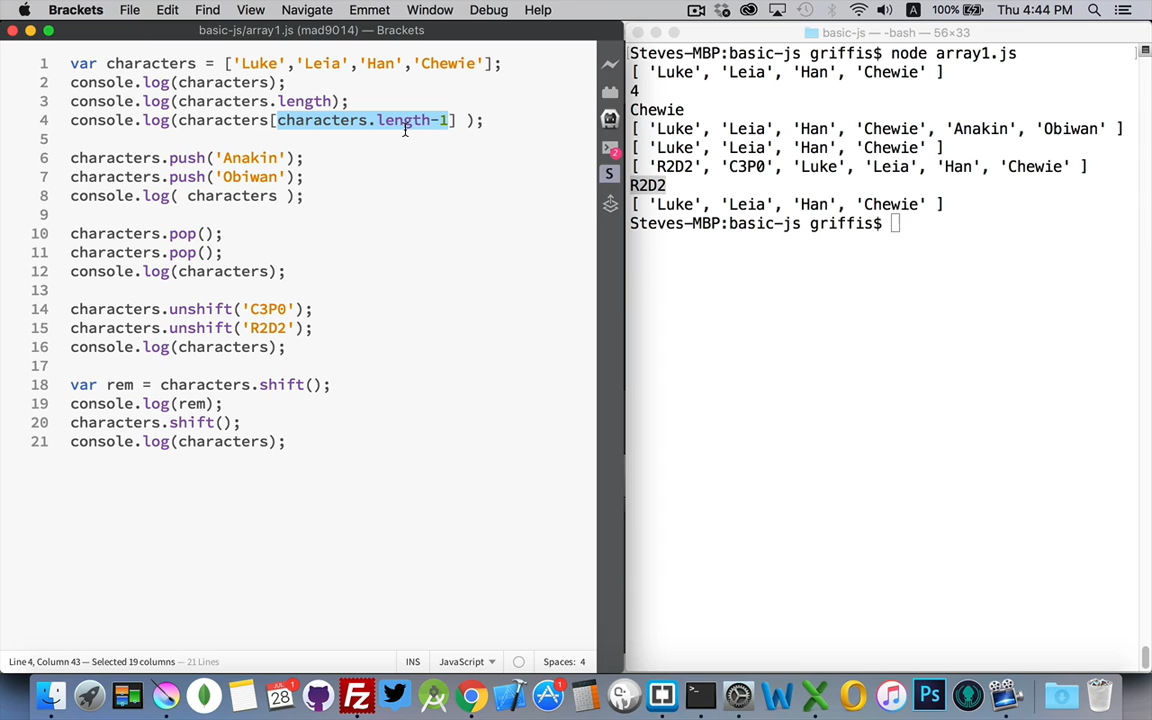 Brackets File Edit Find View Navigate Emmet Window Debug Help A 100% Thu 4:44 PM
basic-js/array1.js (mad9014) — Brackets
1 var characters = ['Luke','Leia','Han','Chewie'];
2 console.log(characters);
3 console.log(characters.length);
4 console.log(characters[characters.length-1] );
5
6 characters.push('Anakin');
7 characters.push('Obiwan');
8 console.log( characters );
9
10 characters.pop();
11 characters.pop();
12 console.log(characters);
13
14 characters.unshift('C3P0');
15 characters.unshift('R2D2');
16 console.log(characters);
17
18 var rem = characters.shift();
19 console.log(rem);
20 characters.shift();
21 console.log(characters);
Line 4, Column 43 — Selected 19 columns — 21 Lines INS JavaScript Spaces: 4
2
S
basic-js — -bash — 56×33
Steves-MBP:basic-js griffis$ node array1.js
[ 'Luke', 'Leia', 'Han', 'Chewie' ]
4
Chewie
[ 'Luke', 'Leia', 'Han', 'Chewie', 'Anakin', 'Obiwan' ]
[ 'Luke', 'Leia', 'Han', 'Chewie' ]
[ 'R2D2', 'C3P0', 'Luke', 'Leia', 'Han', 'Chewie' ]
R2D2
[ 'Luke', 'Leia', 'Han', 'Chewie' ]
Steves-MBP:basic-js griffis$
28 1 Fz 1 W X O Ps